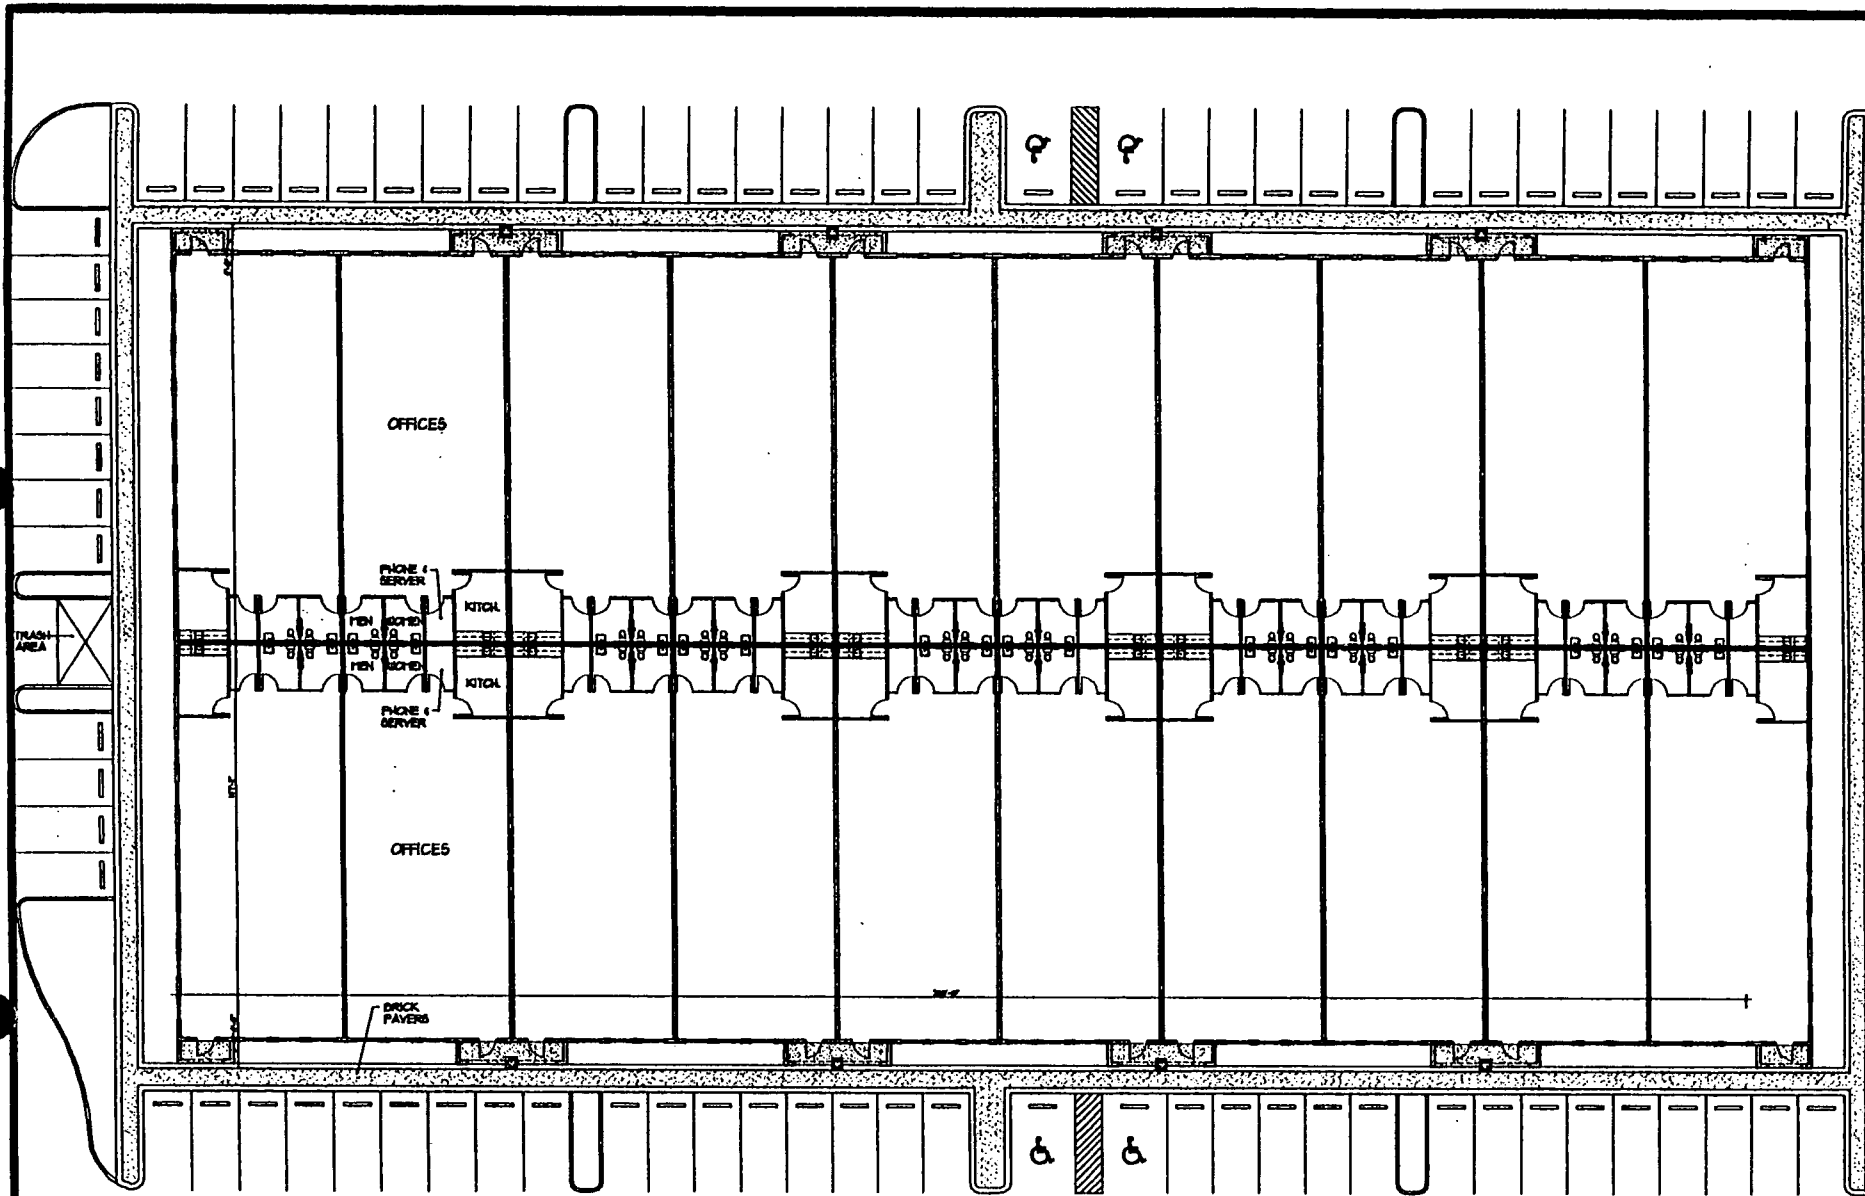 OFFICES
PHONE &
SERVER
KITCH.
MEN WOMEN
TRASH
AREA
MEN WOMEN
KITCH.
PHONE &
SERVER
OFFICES
BRICK
PAVERS